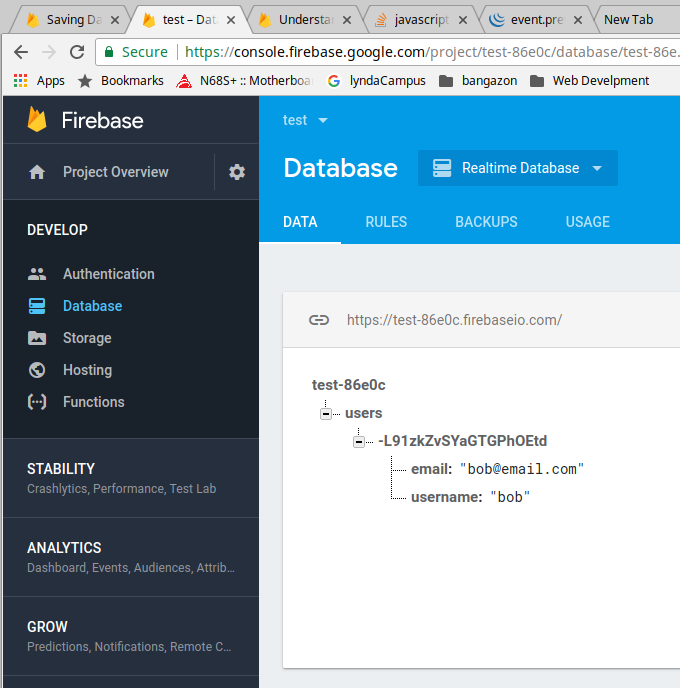 Saving Da
test – Dat
Understar
javascript
event.pre
New Tab
Secure https://console.firebase.google.com/project/test-86e0c/database/test-86e
Apps Bookmarks N68S+ :: Motherboa lyndaCampus bangazon Web Develpment
Firebase
test
Project Overview
Database
Realtime Database
DATA RULES BACKUPS USAGE
DEVELOP
Authentication
Database
Storage
Hosting
Functions
STABILITY
Crashlytics, Performance, Test Lab
ANALYTICS
Dashboard, Events, Audiences, Attrib...
GROW
Predictions, Notifications, Remote C...
https://test-86e0c.firebaseio.com/
test-86e0c
users
-L91zkZvSYaGTGPhOEtd
email: "bob@email.com"
username: "bob"